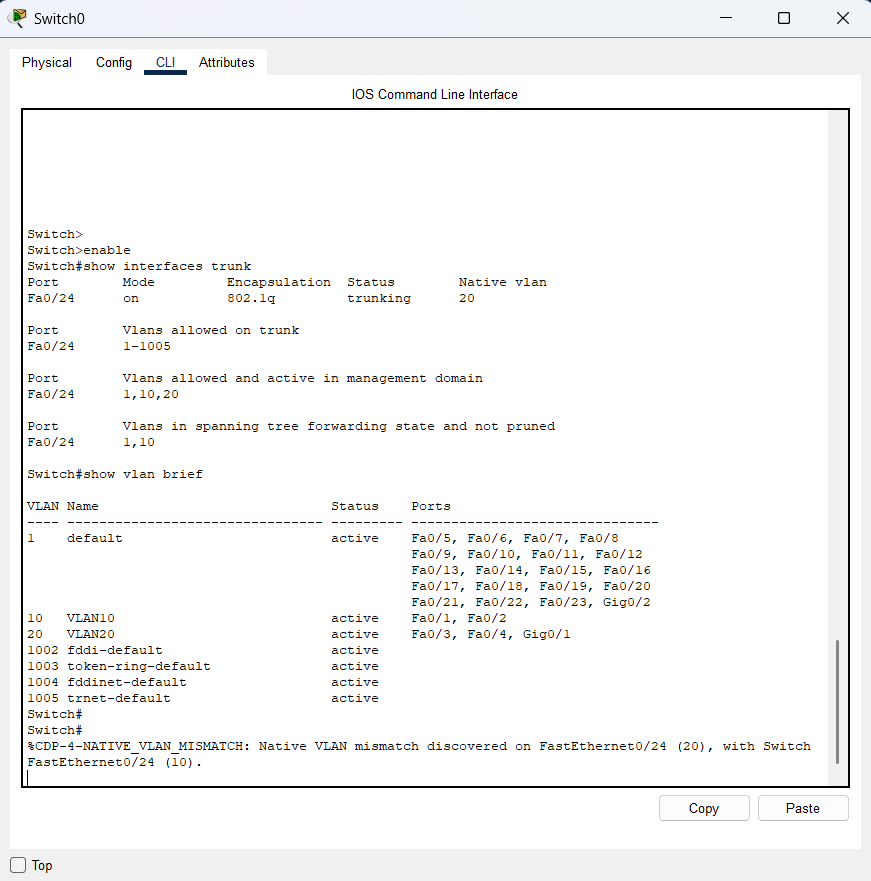 Switch0
Physical Config CLI Attributes
IOS Command Line Interface
Switch>
Switch>enable
Switch#show interfaces trunk
Port        Mode         Encapsulation  Status        Native vlan
Fa0/24      on           802.1q         trunking      20
Port        Vlans allowed on trunk
Fa0/24      1-1005
Port        Vlans allowed and active in management domain
Fa0/24      1,10,20
Port        Vlans in spanning tree forwarding state and not pruned
Fa0/24      1,10
Switch#show vlan brief
VLAN Name                             Status    Ports
---- -------------------------------- --------- -------------------------------
1    default                          active    Fa0/5, Fa0/6, Fa0/7, Fa0/8
                                                Fa0/9, Fa0/10, Fa0/11, Fa0/12
                                                Fa0/13, Fa0/14, Fa0/15, Fa0/16
                                                Fa0/17, Fa0/18, Fa0/19, Fa0/20
                                                Fa0/21, Fa0/22, Fa0/23, Gig0/2
10   VLAN10                           active    Fa0/1, Fa0/2
20   VLAN20                           active    Fa0/3, Fa0/4, Gig0/1
1002 fddi-default                     active
1003 token-ring-default               active
1004 fddinet-default                  active
1005 trnet-default                    active
Switch#
Switch#
%CDP-4-NATIVE_VLAN_MISMATCH: Native VLAN mismatch discovered on FastEthernet0/24 (20), with Switch
FastEthernet0/24 (10).
Copy Paste
Top